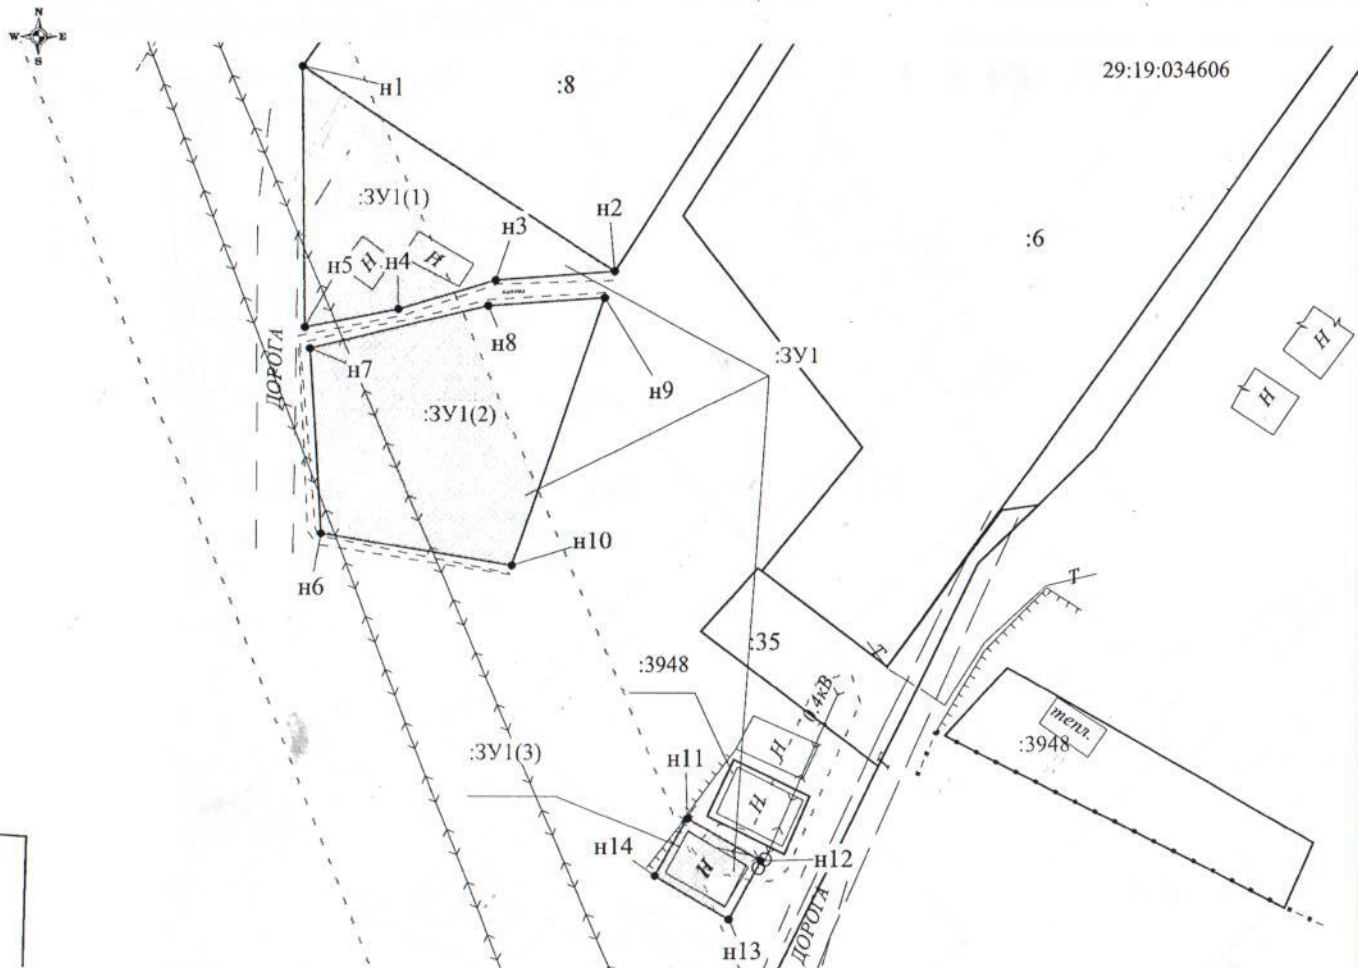 N
W E
S
29:19:034606
н1
:8
:ЗУ1(1)
н2
н3
:6
н5
Н
н4
Н
:ЗУ1
н8
Н
ДОРОГА
н7
н9
Н
:ЗУ1(2)
н10
н6
Т
:35
Т
:3948
0.4кВ
тепл.
:3948
:ЗУ1(3)
Н
н11
Т
Н
н14
Н
н12
ДОРОГА
н13